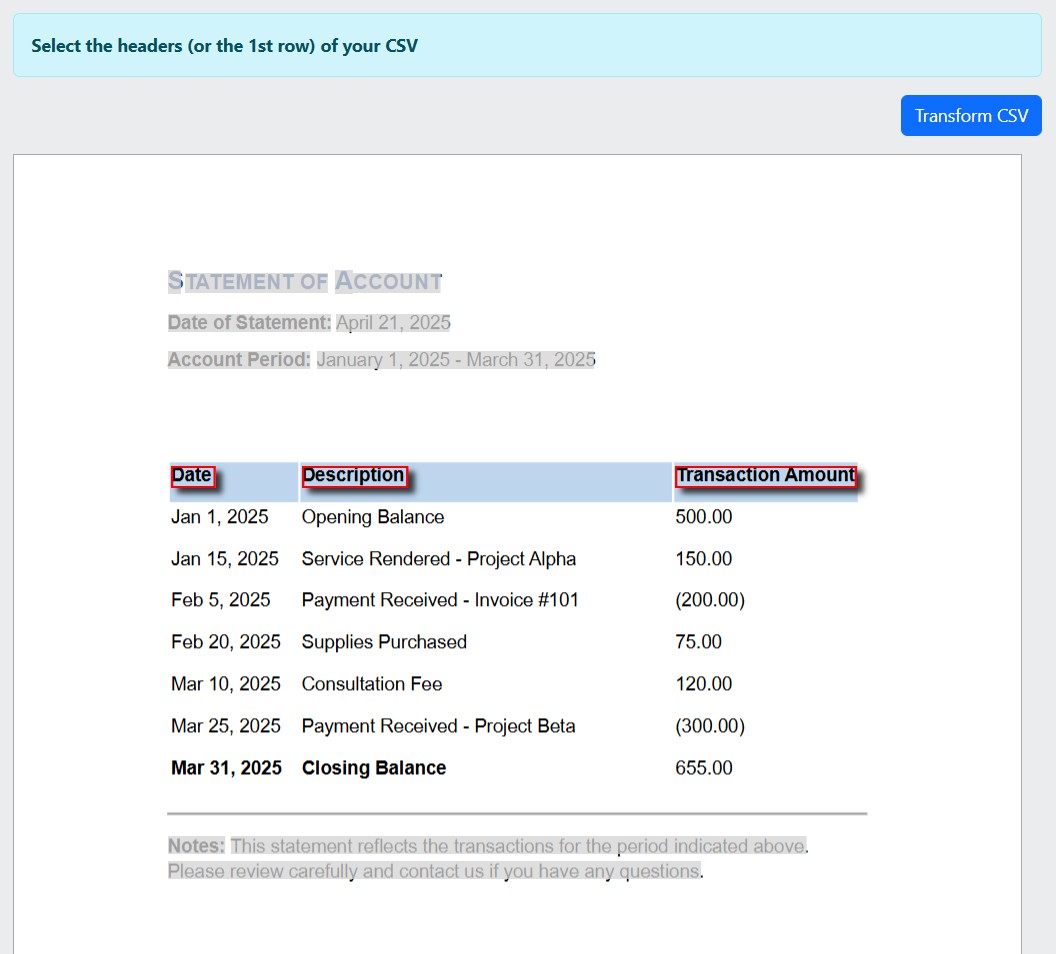 Select the headers (or the 1st row) of your CSV
Transform CSV
STATEMENT OF ACCOUNT
Date of Statement: April 21, 2025
Account Period: January 1, 2025 - March 31, 2025
Date Description Transaction Amount
Jan 1, 2025 Opening Balance 500.00
Jan 15, 2025 Service Rendered - Project Alpha 150.00
Feb 5, 2025 Payment Received - Invoice #101 (200.00)
Feb 20, 2025 Supplies Purchased 75.00
Mar 10, 2025 Consultation Fee 120.00
Mar 25, 2025 Payment Received - Project Beta (300.00)
Mar 31, 2025 Closing Balance 655.00
Notes: This statement reflects the transactions for the period indicated above.
Please review carefully and contact us if you have any questions.